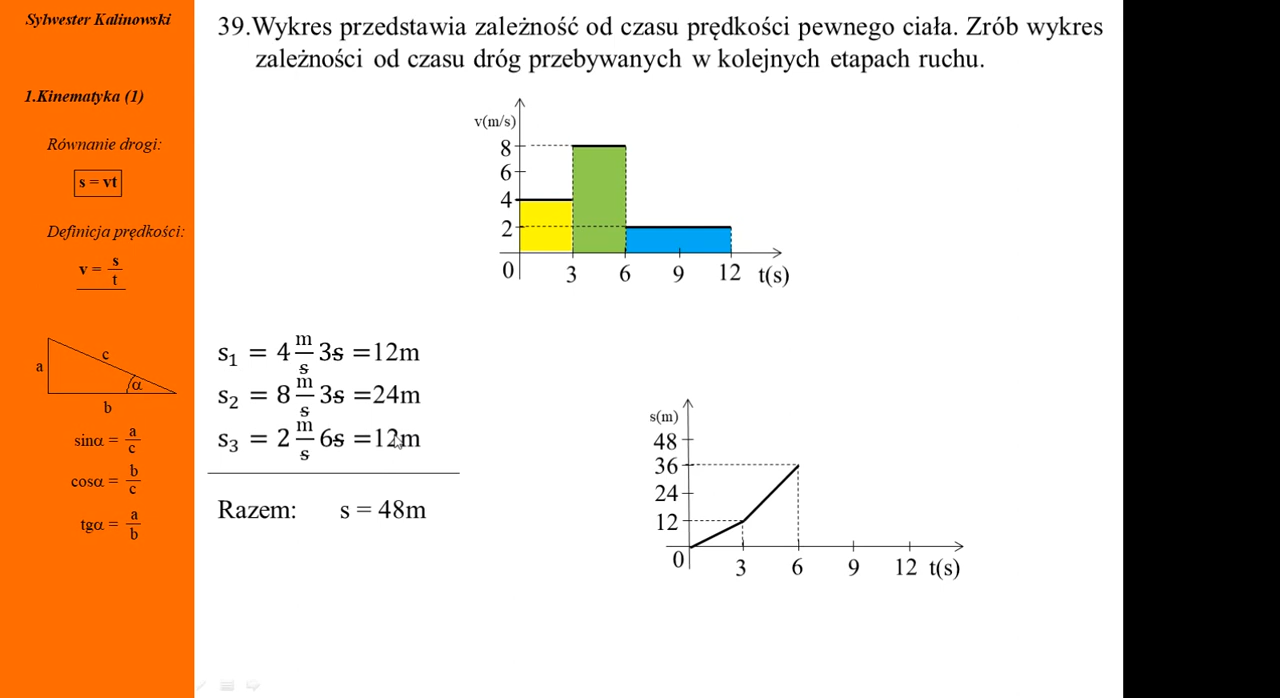 Sylwester Kalinowski
1.Kinematyka (1)
Równanie drogi:
s = vt
Definicja prędkości:
v = s/t
a
c
α
b
sinα = a/c
cosα = b/c
tgα = a/b
39.Wykres przedstawia zależność od czasu prędkości pewnego ciała. Zrób wykres
zależności od czasu dróg przebywanych w kolejnych etapach ruchu.
v(m/s)
8
6
4
2
0 3 6 9 12 t(s)
s₁ = 4 m/s 3s =12m
s₂ = 8 m/s 3s =24m
s₃ = 2 m/s 6s =12m
Razem: s = 48m
s(m)
48
36
24
12
0 3 6 9 12 t(s)